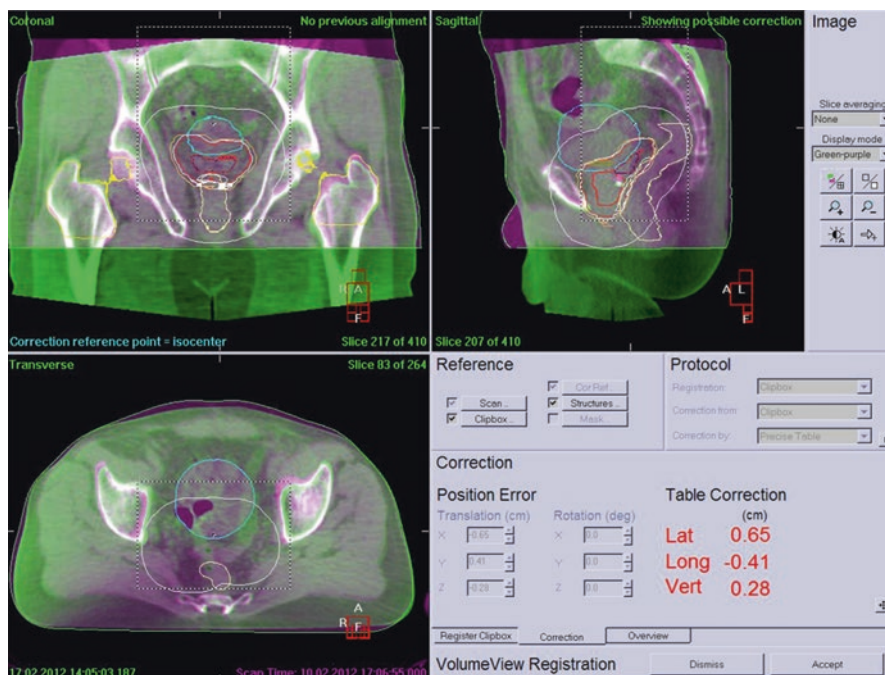 Coronal No previous alignment
Correction reference point = isocenter Slice 217 of 410
R A
F
Sagittal Showing possible correction
Slice 207 of 410
A L
F
Image
Slice averaging
None
Display mode
Green-purple
Transverse Slice 83 of 264
A
R F
17.02.2012 14:05:03.187 Scan Time: 10.02.2012 17:06:55.000
Reference
Scan ..
Clipbox ..
Cor Ref ..
Structures ..
Mask ..
Protocol
Registration: Clipbox
Correction from: Clipbox
Correction by: Precise Table
Correction
Position Error
Translation (cm) Rotation (deg)
X -0.65 X 0.0
Y 0.41 Y 0.0
Z -0.28 Z 0.0
Table Correction
(cm)
Lat 0.65
Long -0.41
Vert 0.28
Register Clipbox Correction Overview
VolumeView Registration Dismiss Accept